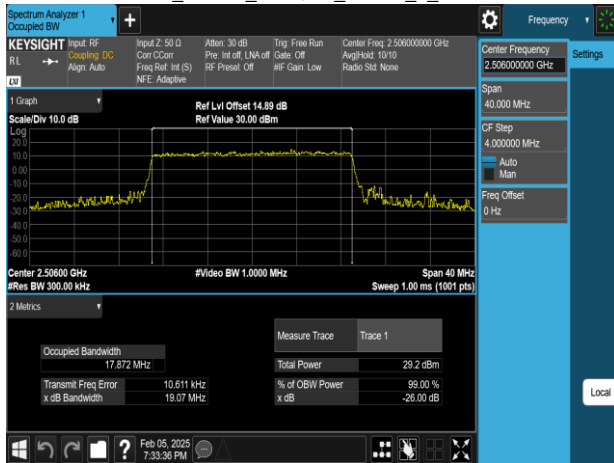 Spectrum Analyzer 1
Occupied BW
Frequency
KEYSIGHT
RL
LXI
Input: RF
Coupling: DC
Align: Auto
Input Z: 50 Ω
Corr CCorr
Freq Ref: Int (S)
NFE: Adaptive
Atten: 30 dB
Pre: Int off, LNA off
RF Preset: Off
Trig: Free Run
Gate: Off
#IF Gain: Low
Center Freq: 2.506000000 GHz
Avg|Hold: 10/10
Radio Std: None
Center Frequency
2.506000000 GHz
Settings
Span
40.000 MHz
CF Step
4.000000 MHz
Auto
Man
Freq Offset
0 Hz
Local
1 Graph
Scale/Div 10.0 dB
Ref Lvl Offset 14.89 dB
Ref Value 30.00 dBm
Log
20.0
10.0
0.00
-10.0
-20.0
-30.0
-40.0
-50.0
-60.0
Center 2.50600 GHz
#Res BW 300.00 kHz
#Video BW 1.0000 MHz
Span 40 MHz
Sweep 1.00 ms (1001 pts)
2 Metrics
Measure Trace Trace 1
Occupied Bandwidth
17.872 MHz
Total Power 29.2 dBm
Transmit Freq Error 10.611 kHz
% of OBW Power 99.00 %
x dB Bandwidth 19.07 MHz
x dB -26.00 dB
Feb 05, 2025
7:33:36 PM